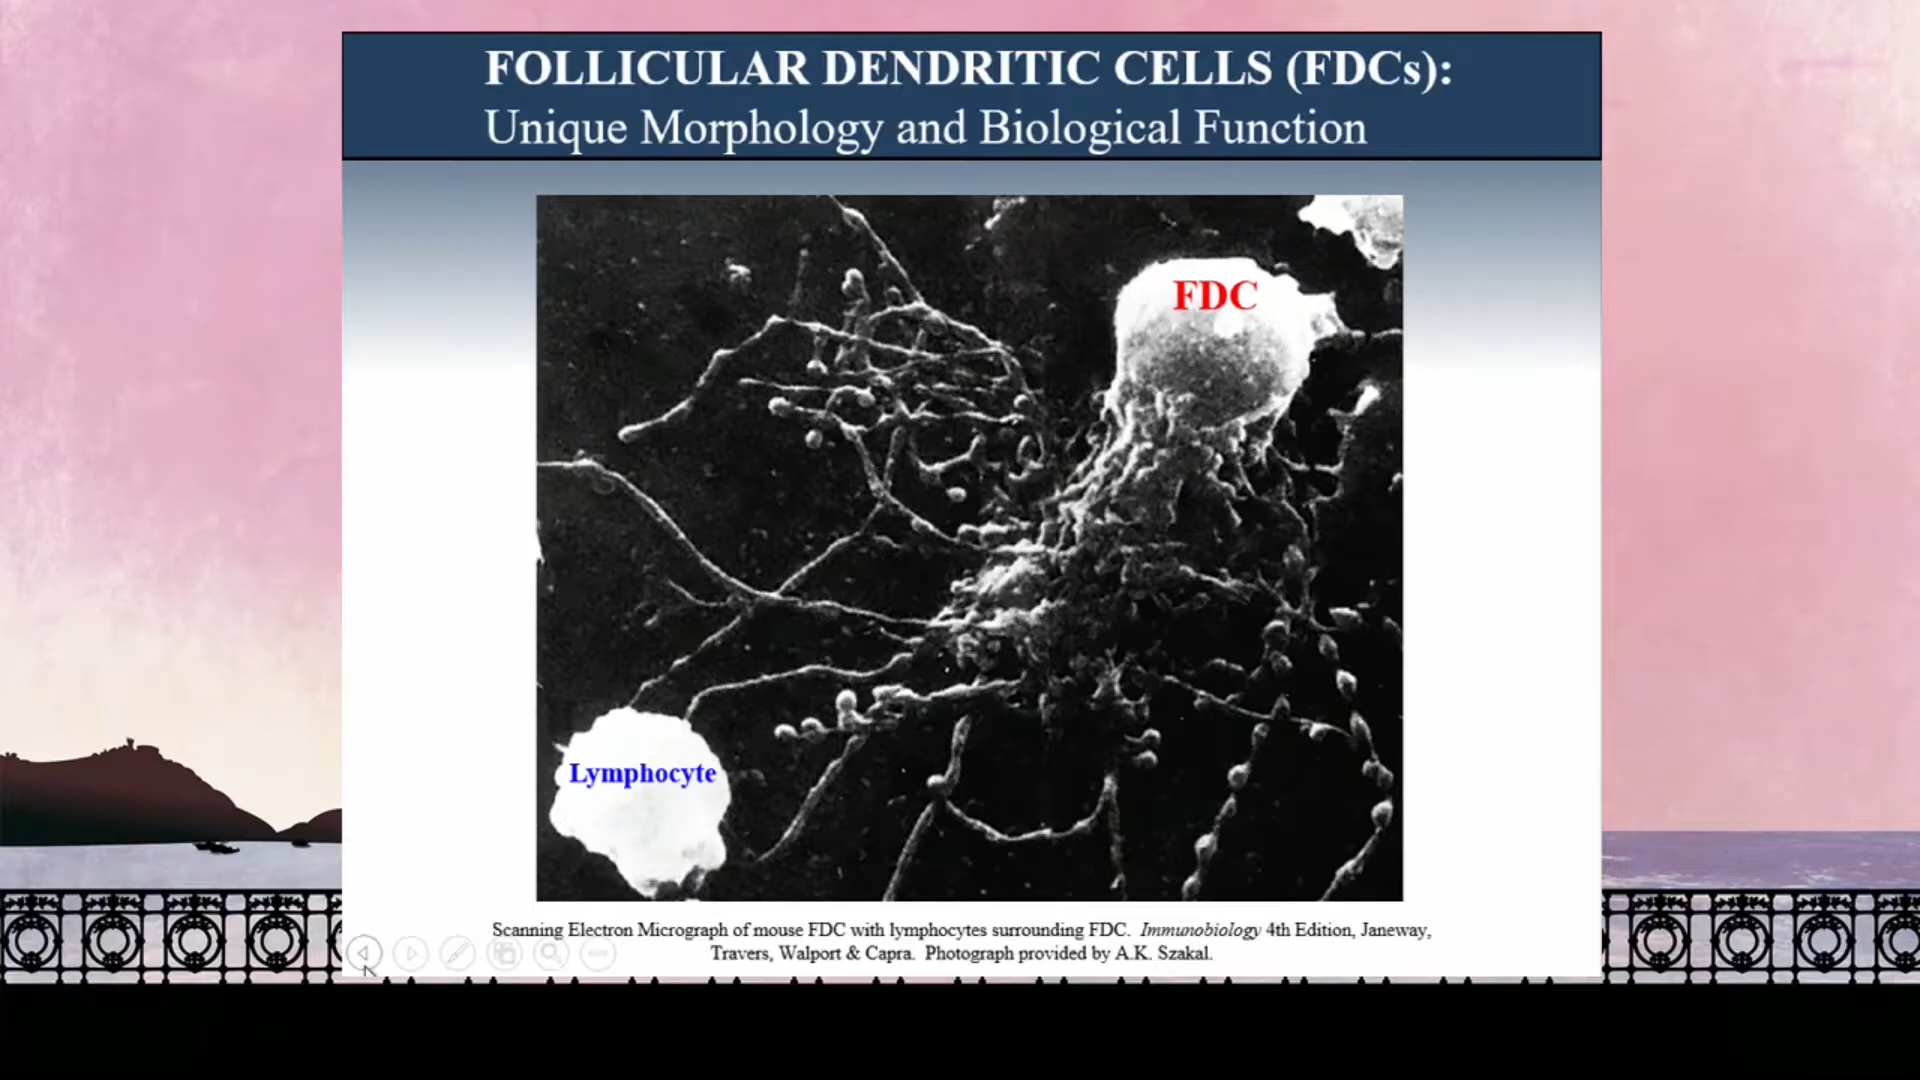 FOLLICULAR DENDRITIC CELLS (FDCs):
Unique Morphology and Biological Function
FDC
Lymphocyte
Scanning Electron Micrograph of mouse FDC with lymphocytes surrounding FDC. Immunobiology 4th Edition, Janeway,
Travers, Walport & Capra. Photograph provided by A.K. Szakal.